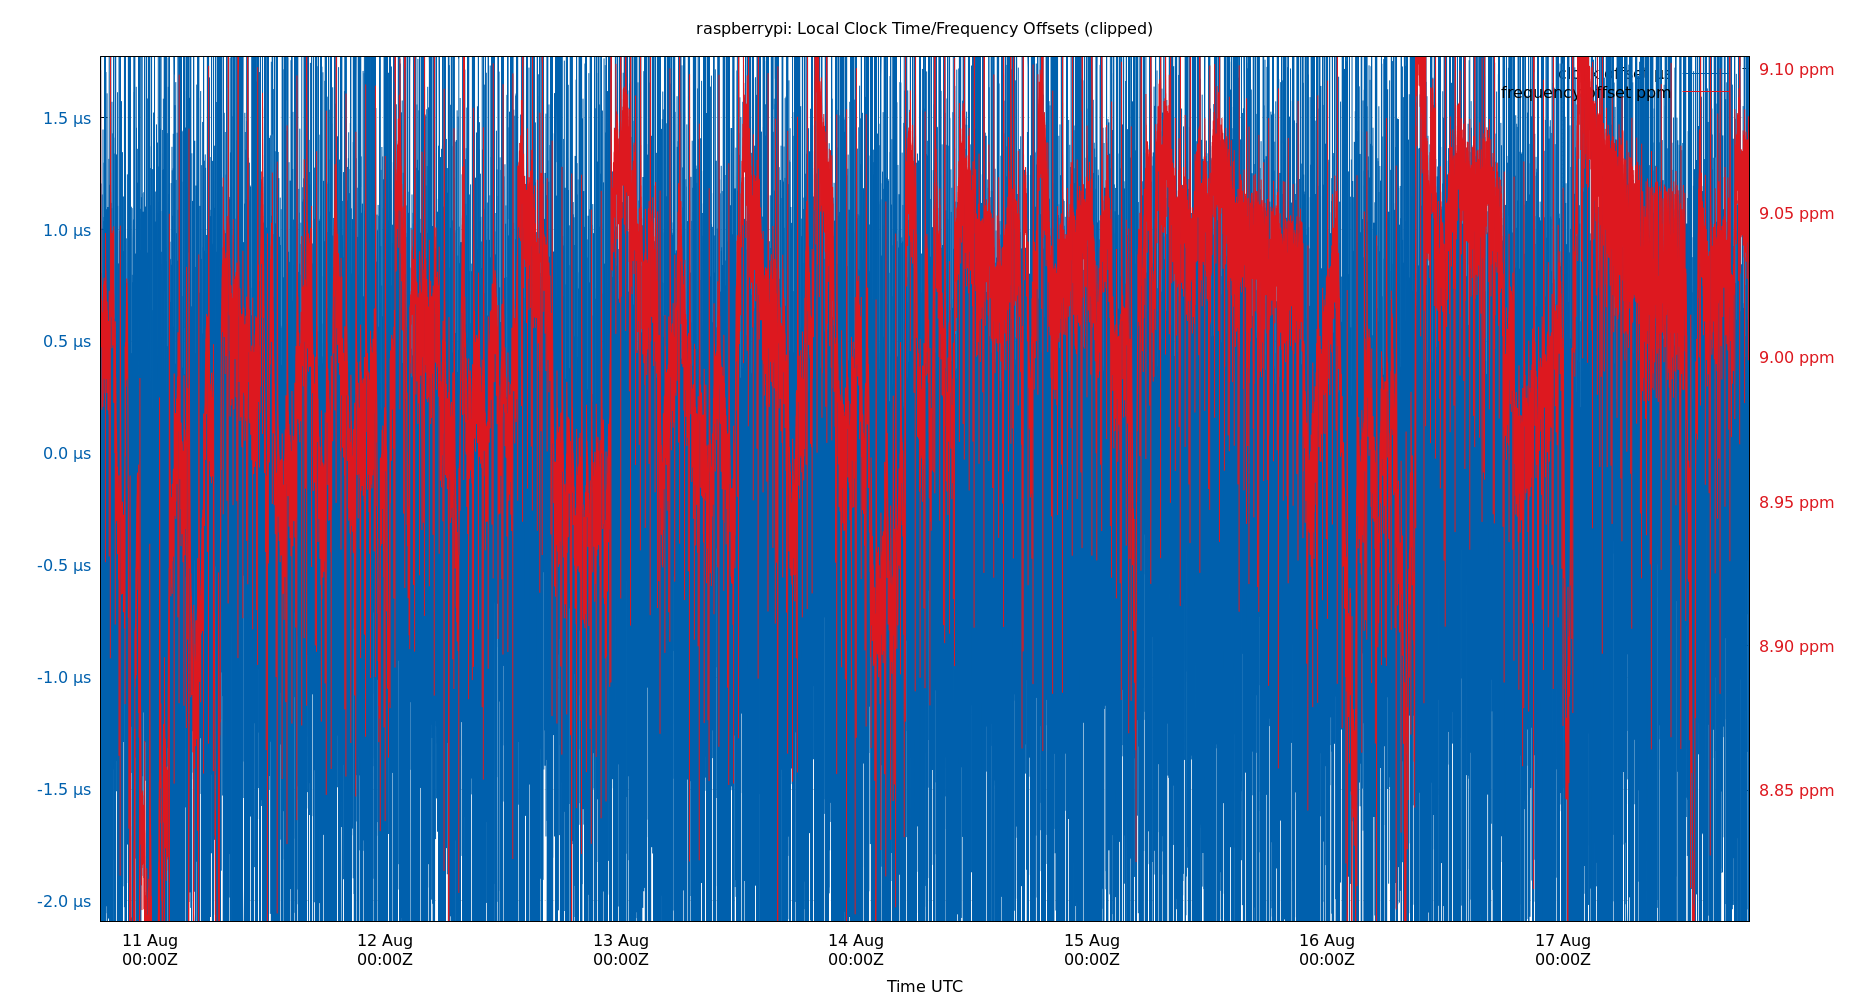 raspberrypi: Local Clock Time/Frequency Offsets (clipped)
clock offset µs
frequency offset ppm
1.5 µs
1.0 µs
0.5 µs
0.0 µs
-0.5 µs
-1.0 µs
-1.5 µs
-2.0 µs
9.10 ppm
9.05 ppm
9.00 ppm
8.95 ppm
8.90 ppm
8.85 ppm
11 Aug 12 Aug 13 Aug 14 Aug 15 Aug 16 Aug 17 Aug
00:00Z 00:00Z 00:00Z 00:00Z 00:00Z 00:00Z 00:00Z
Time UTC